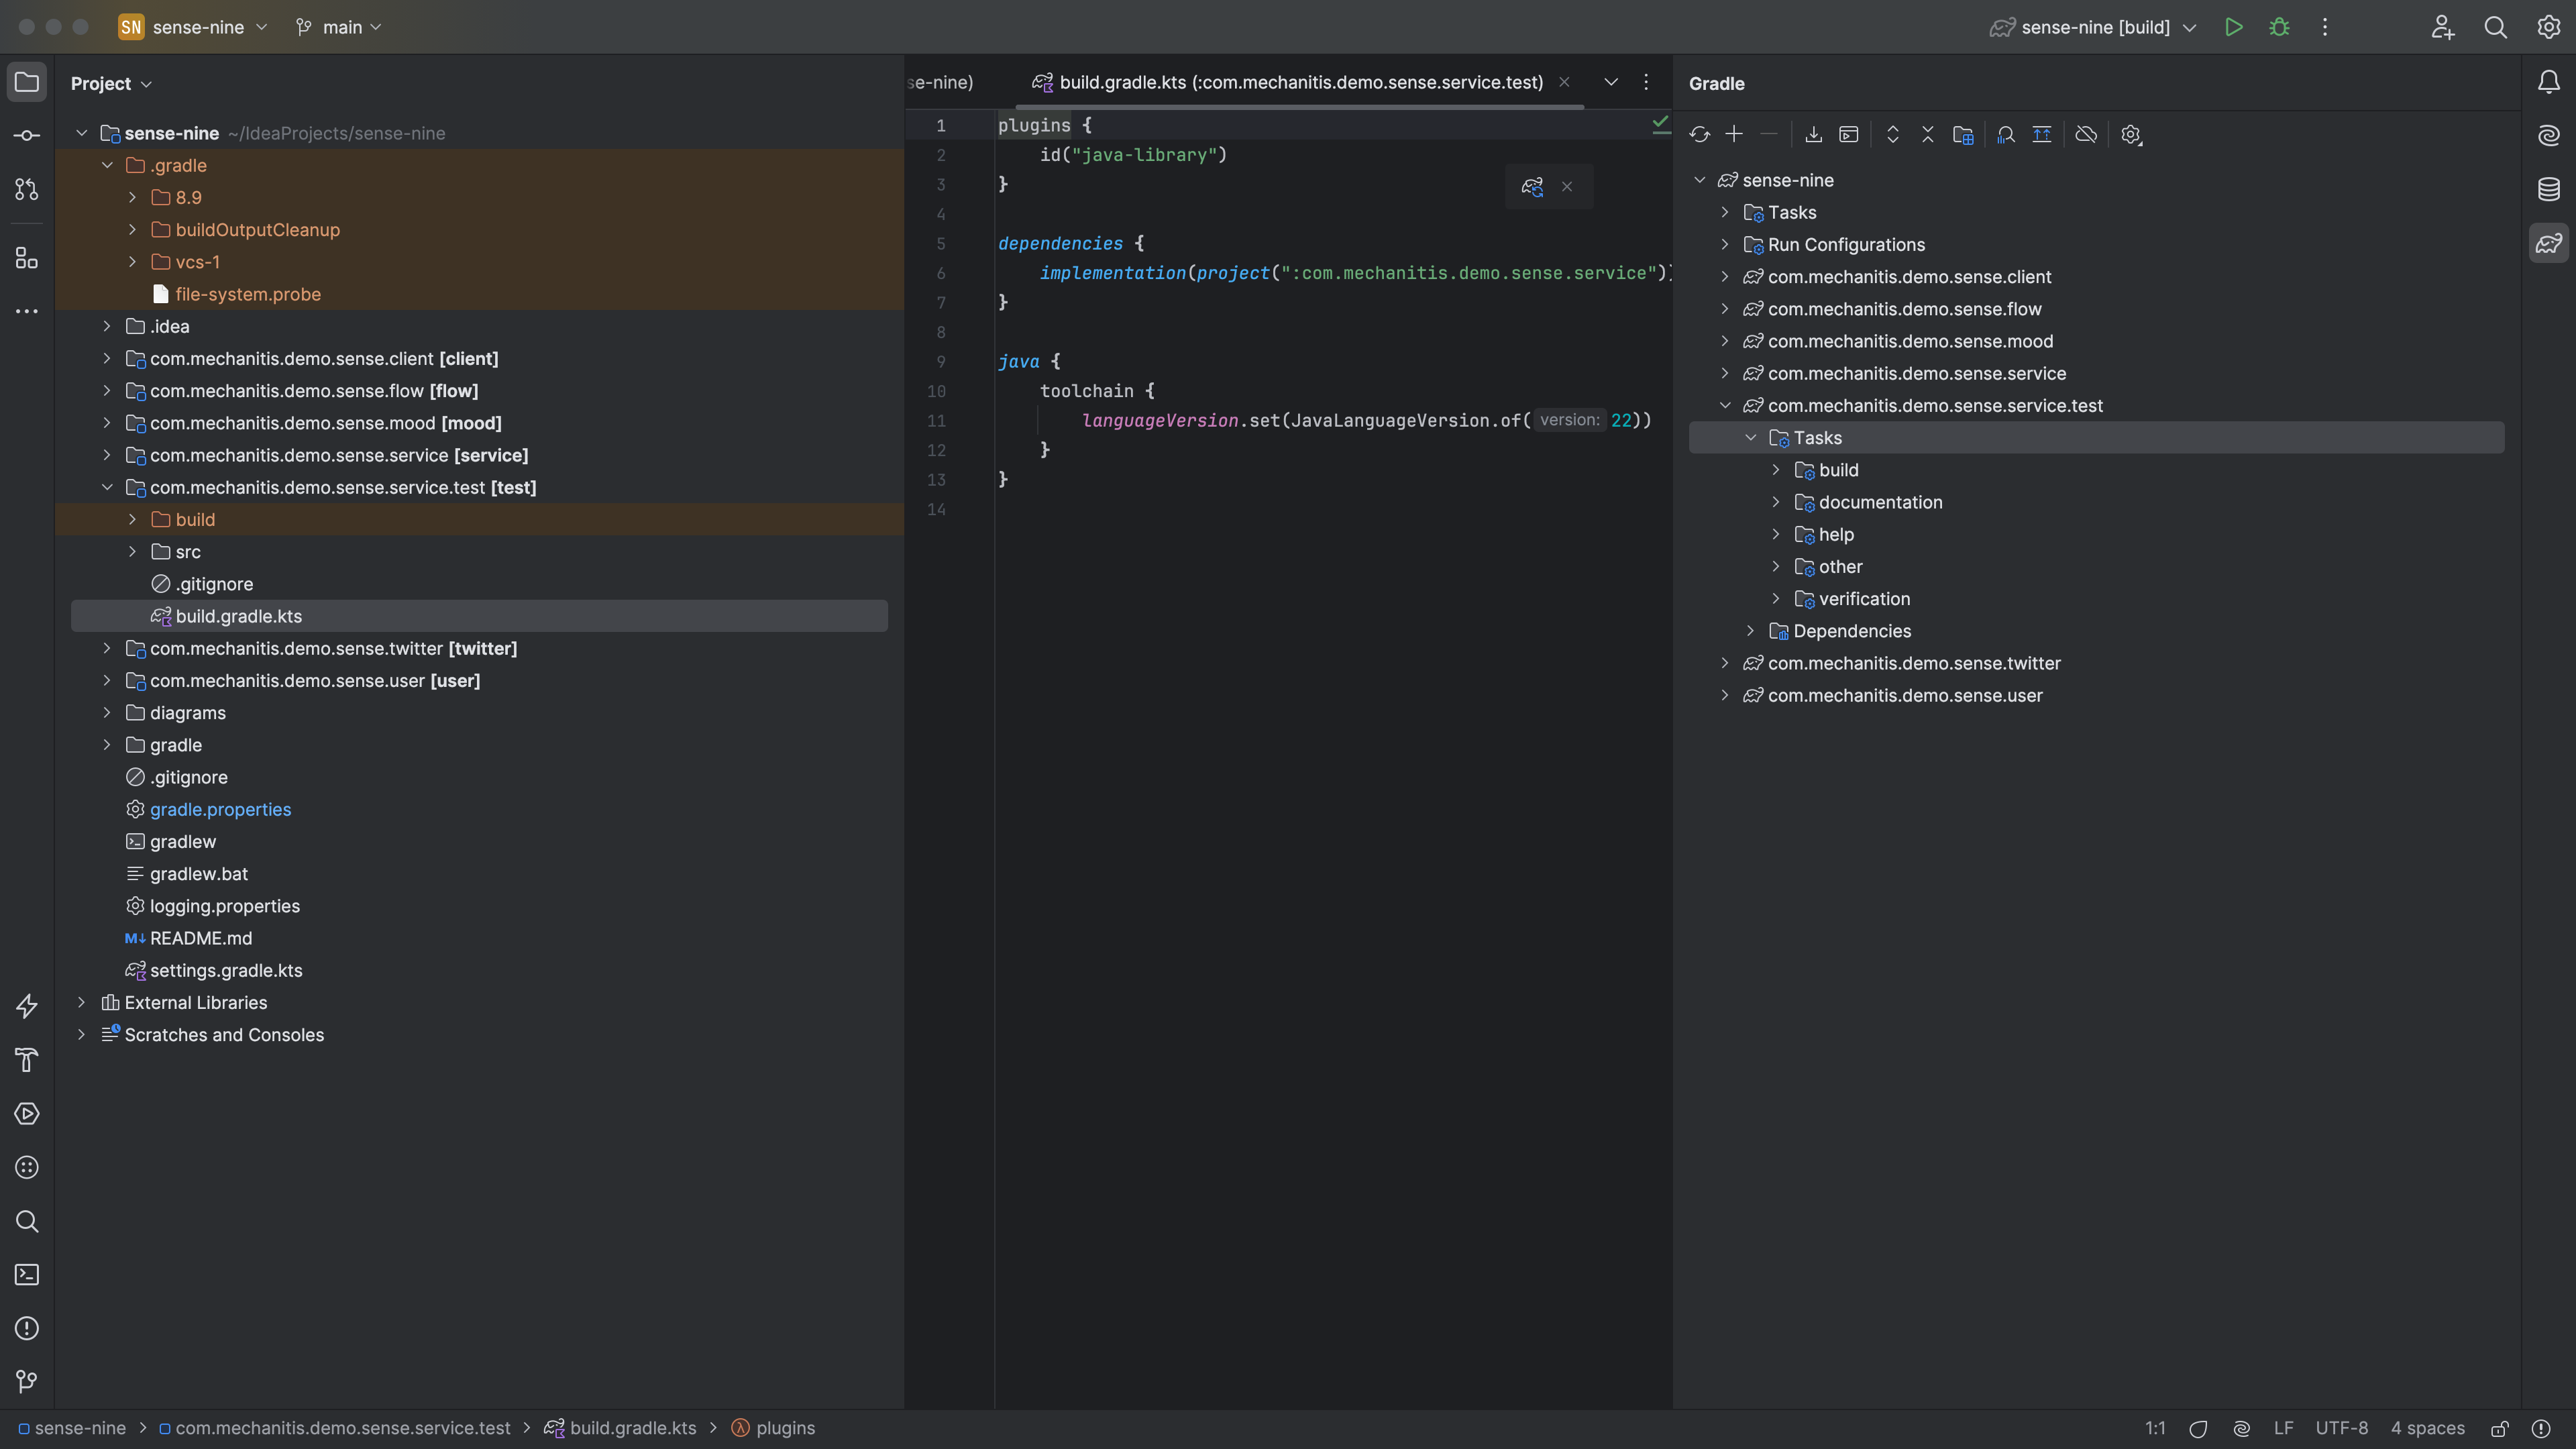 SN sense-nine main sense-nine [build]
Project
sense-nine ~/IdeaProjects/sense-nine
.gradle
8.9
buildOutputCleanup
vcs-1
file-system.probe
.idea
com.mechanitis.demo.sense.client [client]
com.mechanitis.demo.sense.flow [flow]
com.mechanitis.demo.sense.mood [mood]
com.mechanitis.demo.sense.service [service]
com.mechanitis.demo.sense.service.test [test]
build
src
.gitignore
build.gradle.kts
com.mechanitis.demo.sense.twitter [twitter]
com.mechanitis.demo.sense.user [user]
diagrams
gradle
.gitignore
gradle.properties
gradlew
gradlew.bat
logging.properties
M↓ README.md
settings.gradle.kts
External Libraries
Scratches and Consoles
se-nine) build.gradle.kts (:com.mechanitis.demo.sense.service.test)
1 plugins {
2 id("java-library")
3 }
4
5 dependencies {
6 implementation(project(":com.mechanitis.demo.sense.service"))
7 }
8
9 java {
10 toolchain {
11 languageVersion.set(JavaLanguageVersion.of( version: 22))
12 }
13 }
14
Gradle
sense-nine
Tasks
Run Configurations
com.mechanitis.demo.sense.client
com.mechanitis.demo.sense.flow
com.mechanitis.demo.sense.mood
com.mechanitis.demo.sense.service
com.mechanitis.demo.sense.service.test
Tasks
build
documentation
help
other
verification
Dependencies
com.mechanitis.demo.sense.twitter
com.mechanitis.demo.sense.user
sense-nine com.mechanitis.demo.sense.service.test build.gradle.kts plugins 1:1 LF UTF-8 4 spaces